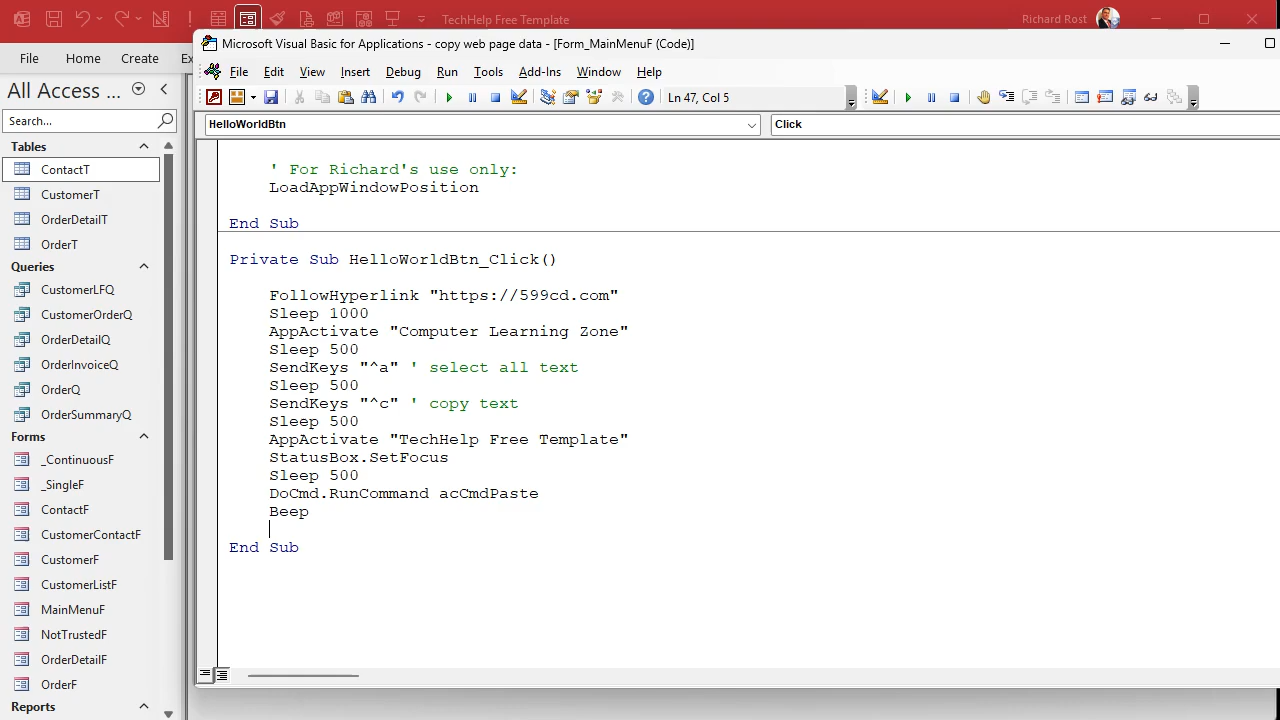 TechHelp Free Template
Richard Rost
Microsoft Visual Basic for Applications - copy web page data - [Form_MainMenuF (Code)]
File Home Create Ex
File Edit View Insert Debug Run Tools Add-Ins Window Help
All Access ...
Ln 47, Col 5
Search...
HelloWorldBtn
Click
Tables
ContactT
CustomerT
OrderDetailT
OrderT
Queries
CustomerLFQ
CustomerOrderQ
OrderDetailQ
OrderInvoiceQ
OrderQ
OrderSummaryQ
Forms
_ContinuousF
_SingleF
ContactF
CustomerContactF
CustomerF
CustomerListF
MainMenuF
NotTrustedF
OrderDetailF
OrderF
Reports
' For Richard's use only:
LoadAppWindowPosition
End Sub
Private Sub HelloWorldBtn_Click()
FollowHyperlink "https://599cd.com"
Sleep 1000
AppActivate "Computer Learning Zone"
Sleep 500
SendKeys "^a" ' select all text
Sleep 500
SendKeys "^c" ' copy text
Sleep 500
AppActivate "TechHelp Free Template"
StatusBox.SetFocus
Sleep 500
DoCmd.RunCommand acCmdPaste
Beep
End Sub